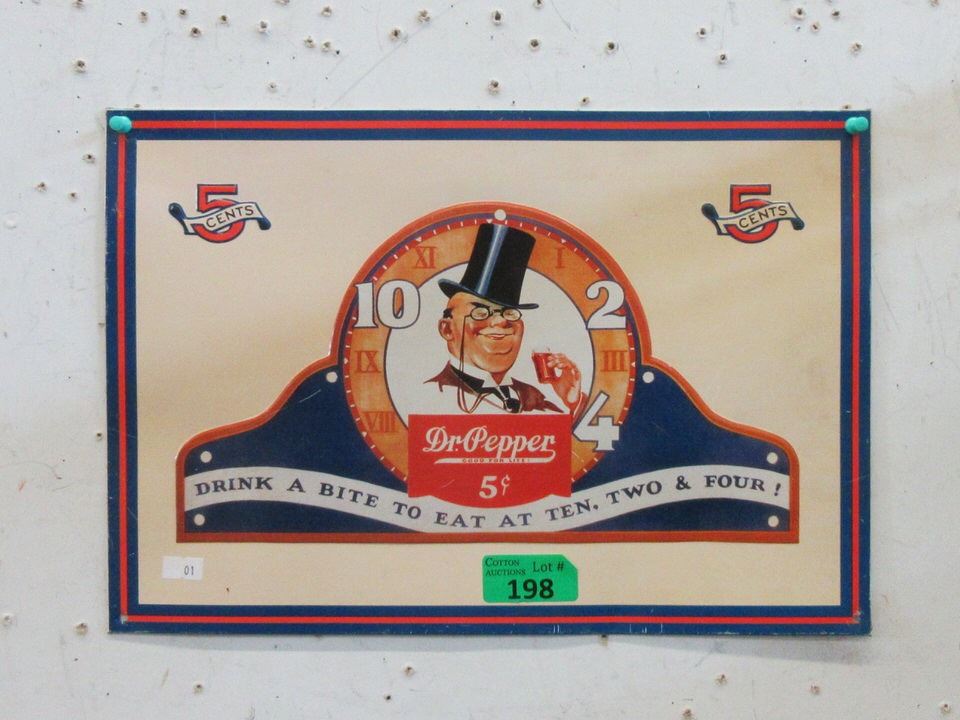 5 CENTS
5 CENTS
XI
I
10
2
IX
III
VIII
4
Dr. Pepper
GOOD FOR LIFE!
5¢
DRINK A BITE TO EAT AT TEN, TWO & FOUR!
01
COTTON AUCTIONS Lot #
198